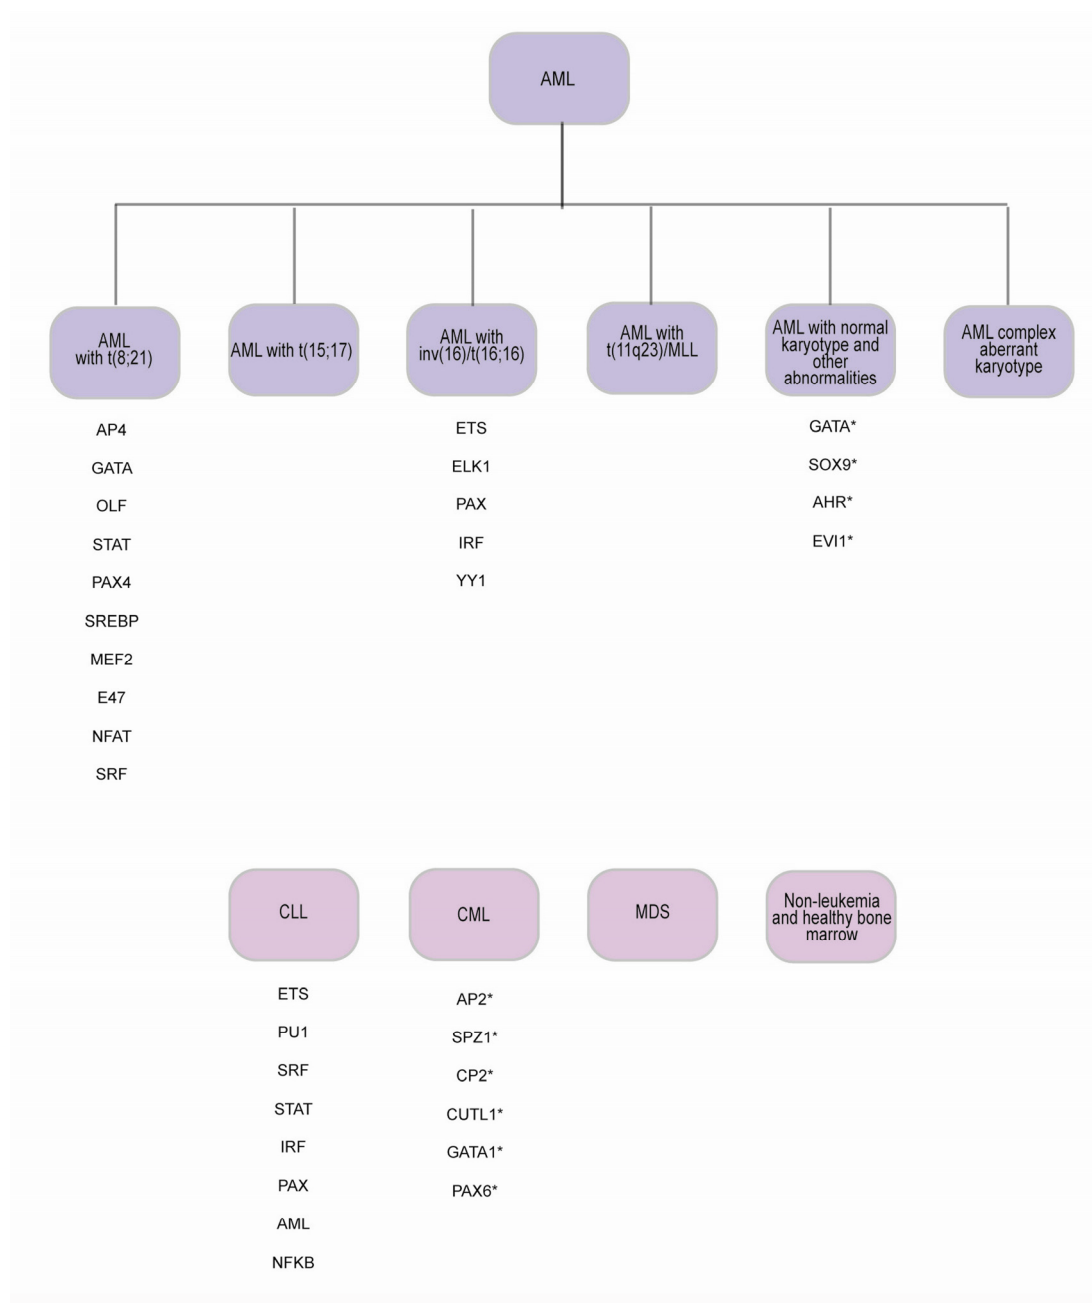 AML
AML
with t(8;21)
AML with t(15;17)
AML with
inv(16)/t(16;16)
AML with
t(11q23)/MLL
AML with normal
karyotype and
other
abnormalities
AML complex
aberrant
karyotype
AP4
GATA
OLF
STAT
PAX4
SREBP
MEF2
E47
NFAT
SRF
ETS
ELK1
PAX
IRF
YY1
GATA*
SOX9*
AHR*
EVI1*
CLL
CML
MDS
Non-leukemia
and healthy bone
marrow
ETS
PU1
SRF
STAT
IRF
PAX
AML
NFKB
AP2*
SPZ1*
CP2*
CUTL1*
GATA1*
PAX6*